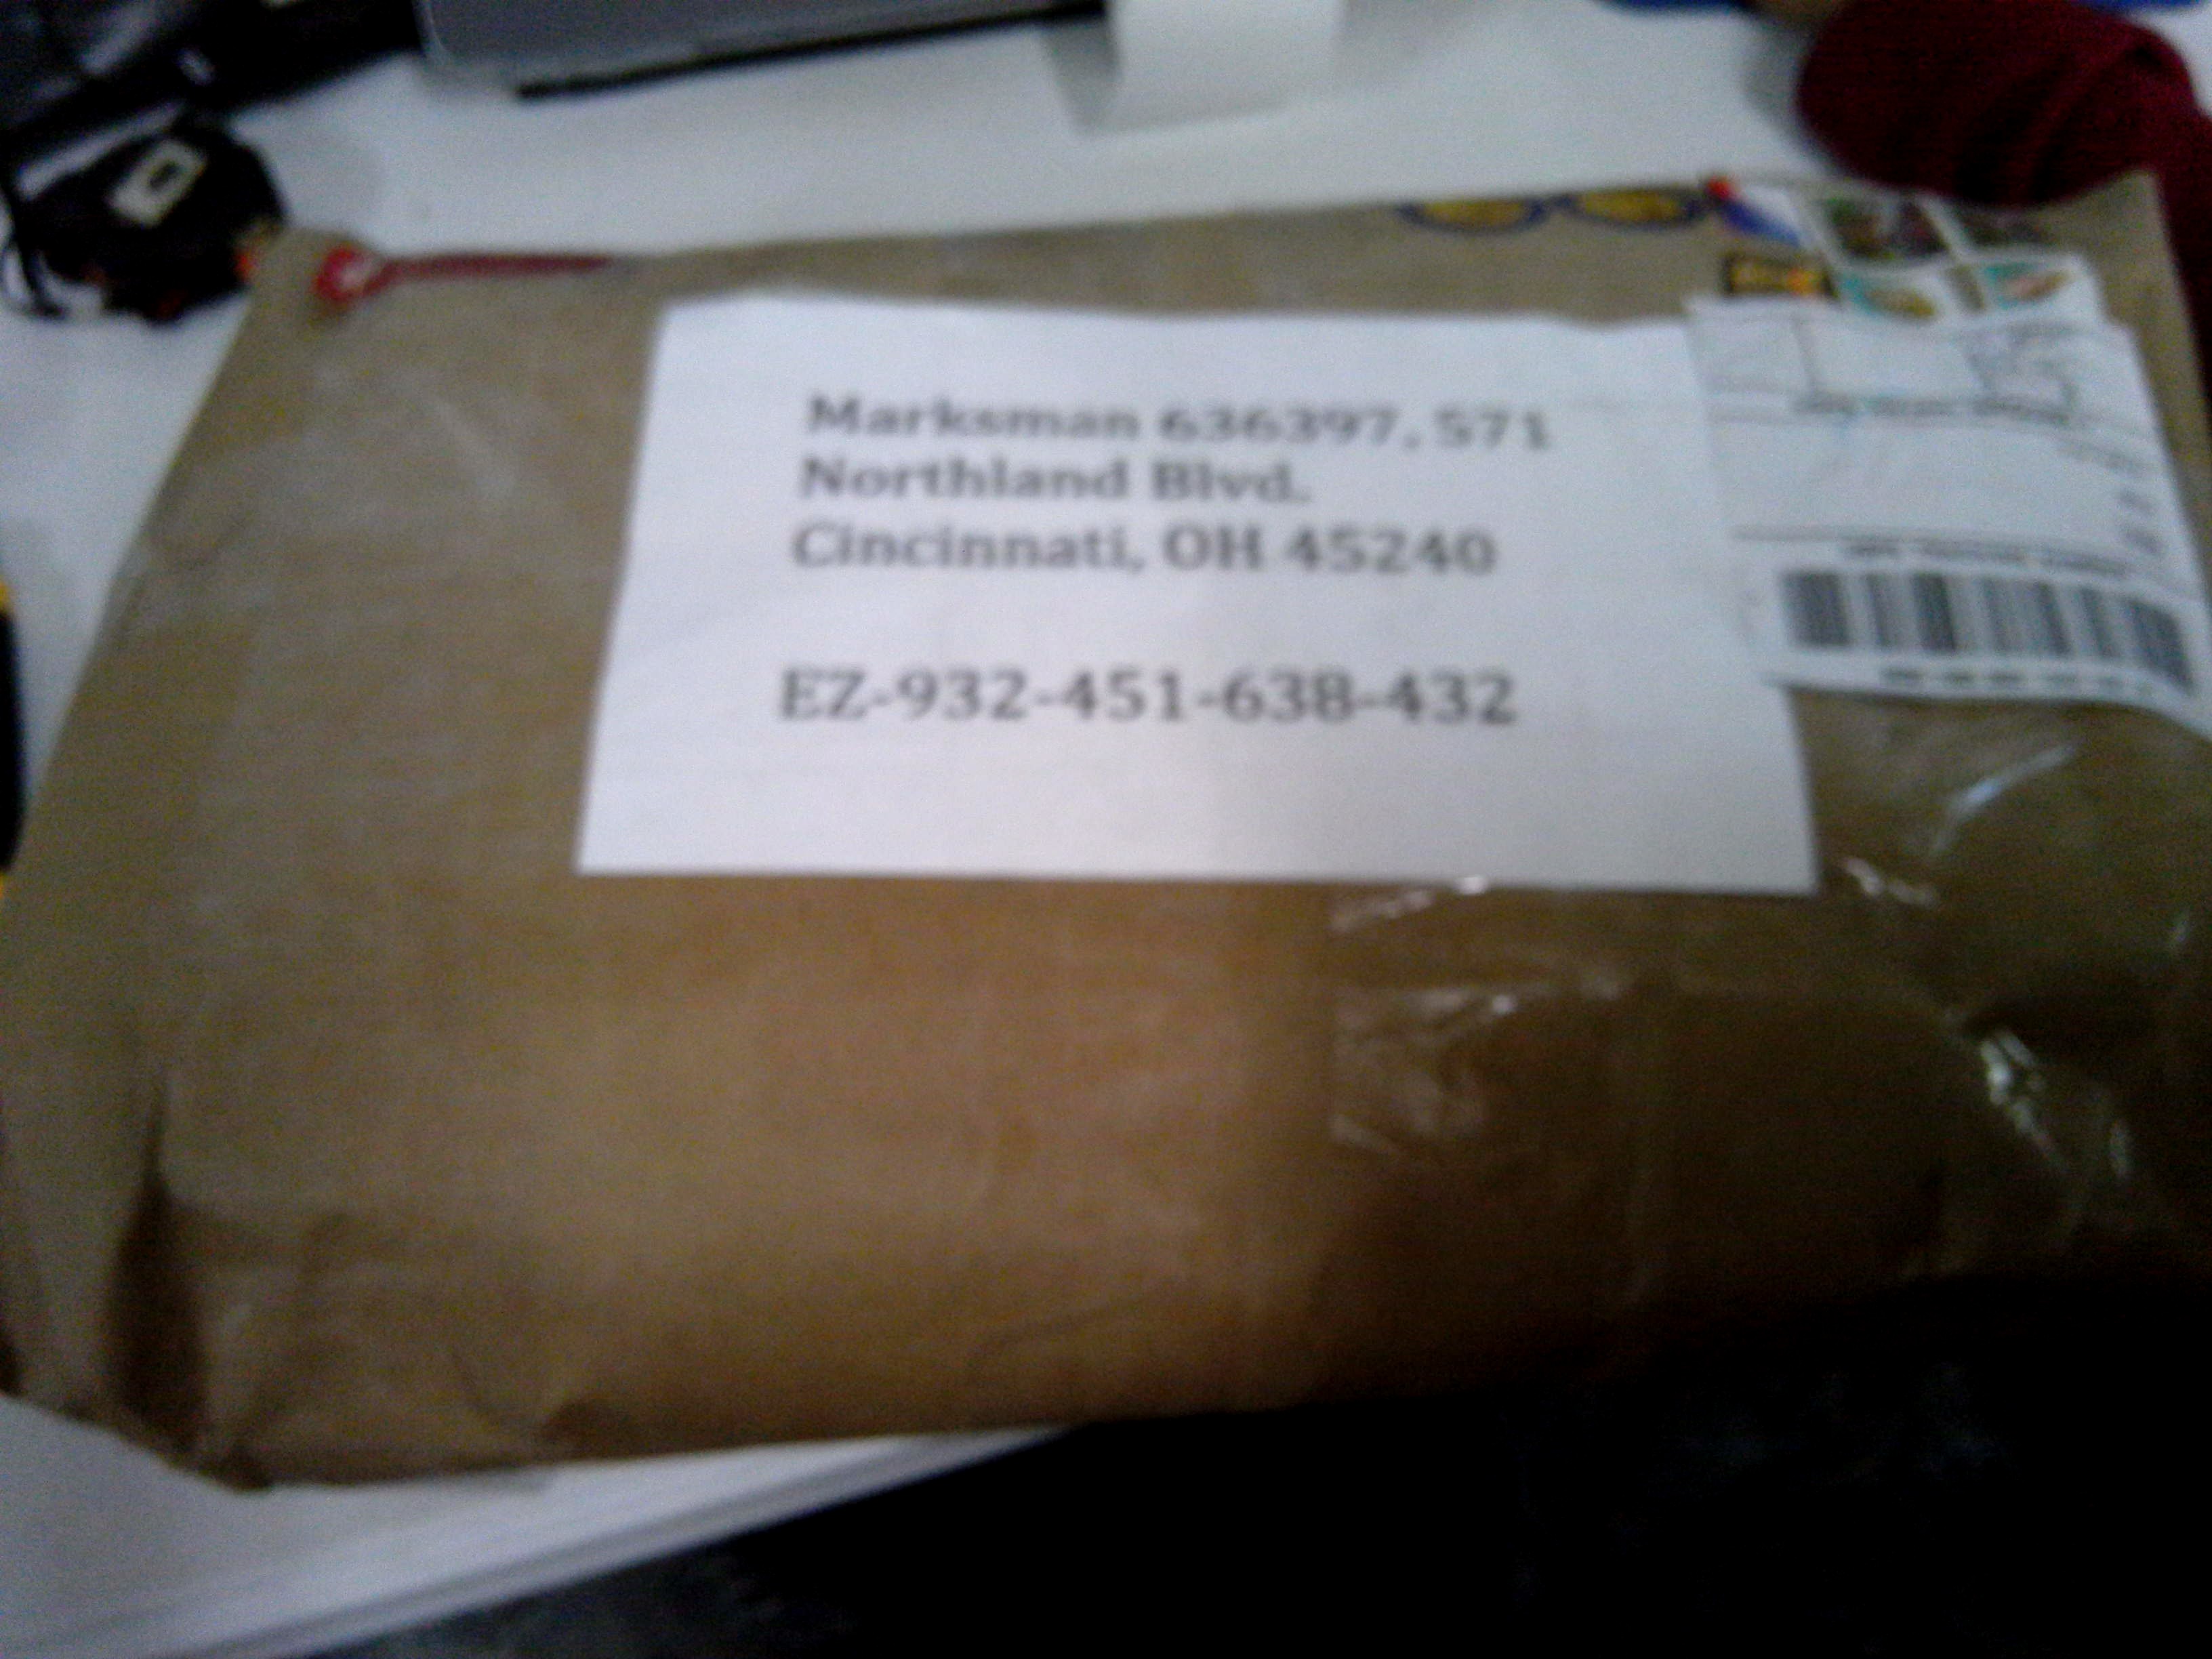 Marksman 636397, 571
Northland Blvd.
Cincinnati, OH 45240
EZ-932-451-638-432